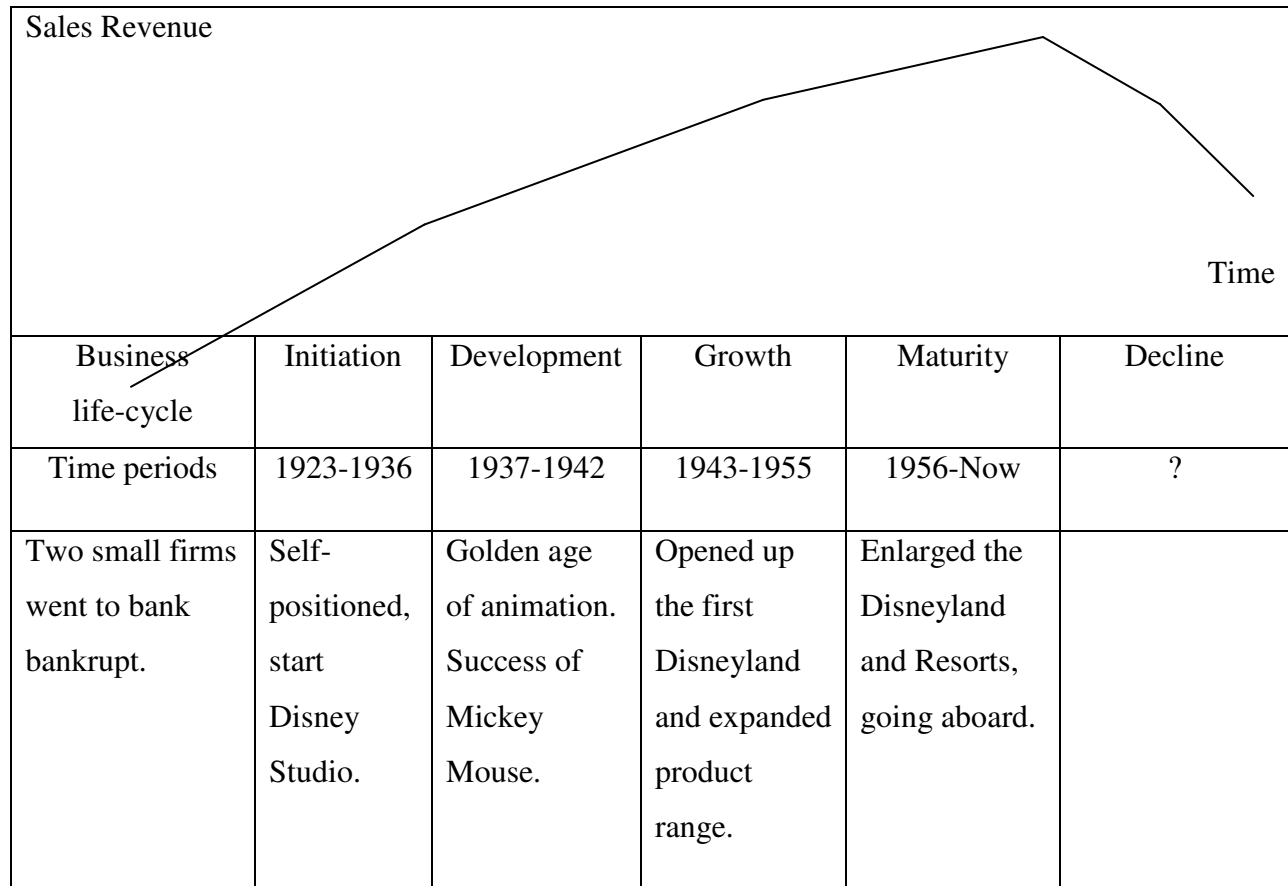 Sales Revenue
Time
Business
life-cycle
Initiation
Development
Growth
Maturity
Decline
Time periods
1923-1936
1937-1942
1943-1955
1956-Now
?
Two small firms
went to bank
bankrupt.
Self-
positioned,
start
Disney
Studio.
Golden age
of animation.
Success of
Mickey
Mouse.
Opened up
the first
Disneyland
and expanded
product
range.
Enlarged the
Disneyland
and Resorts,
going aboard.